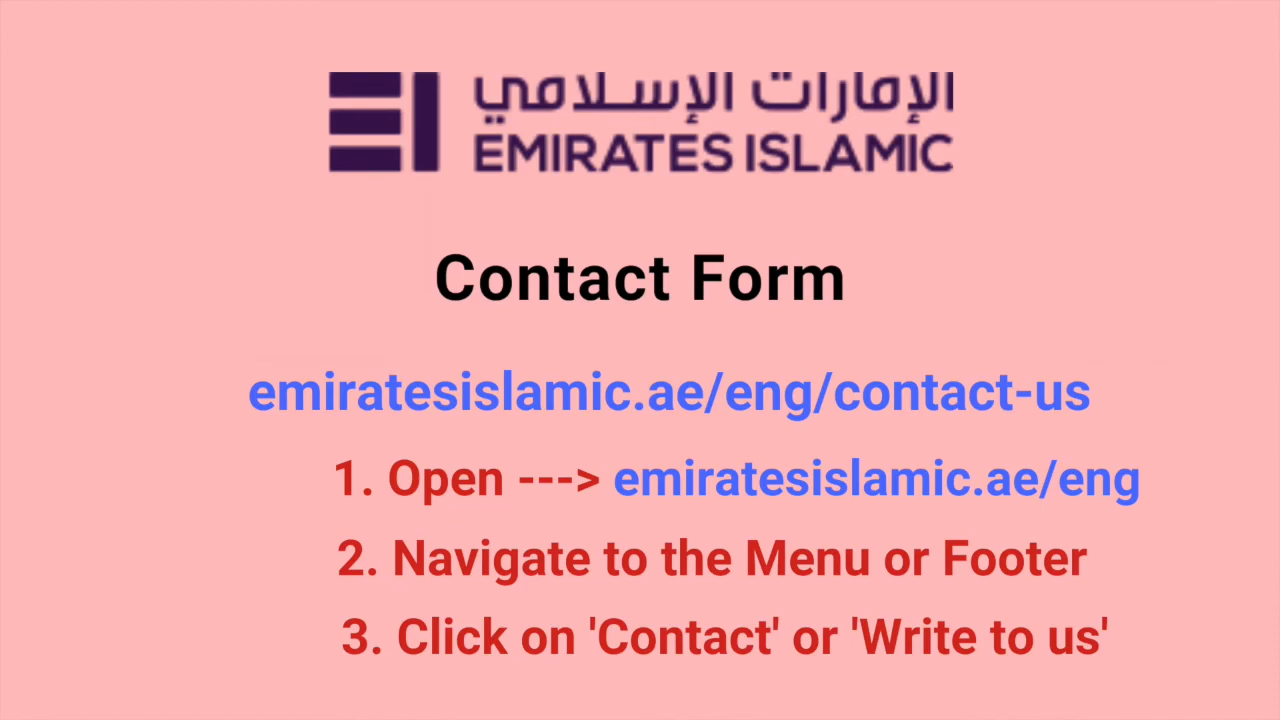 الإمارات الإسلامي
EMIRATES ISLAMIC
Contact Form
emiratesislamic.ae/eng/contact-us
1. Open ---> emiratesislamic.ae/eng
2. Navigate to the Menu or Footer
3. Click on 'Contact' or 'Write to us'